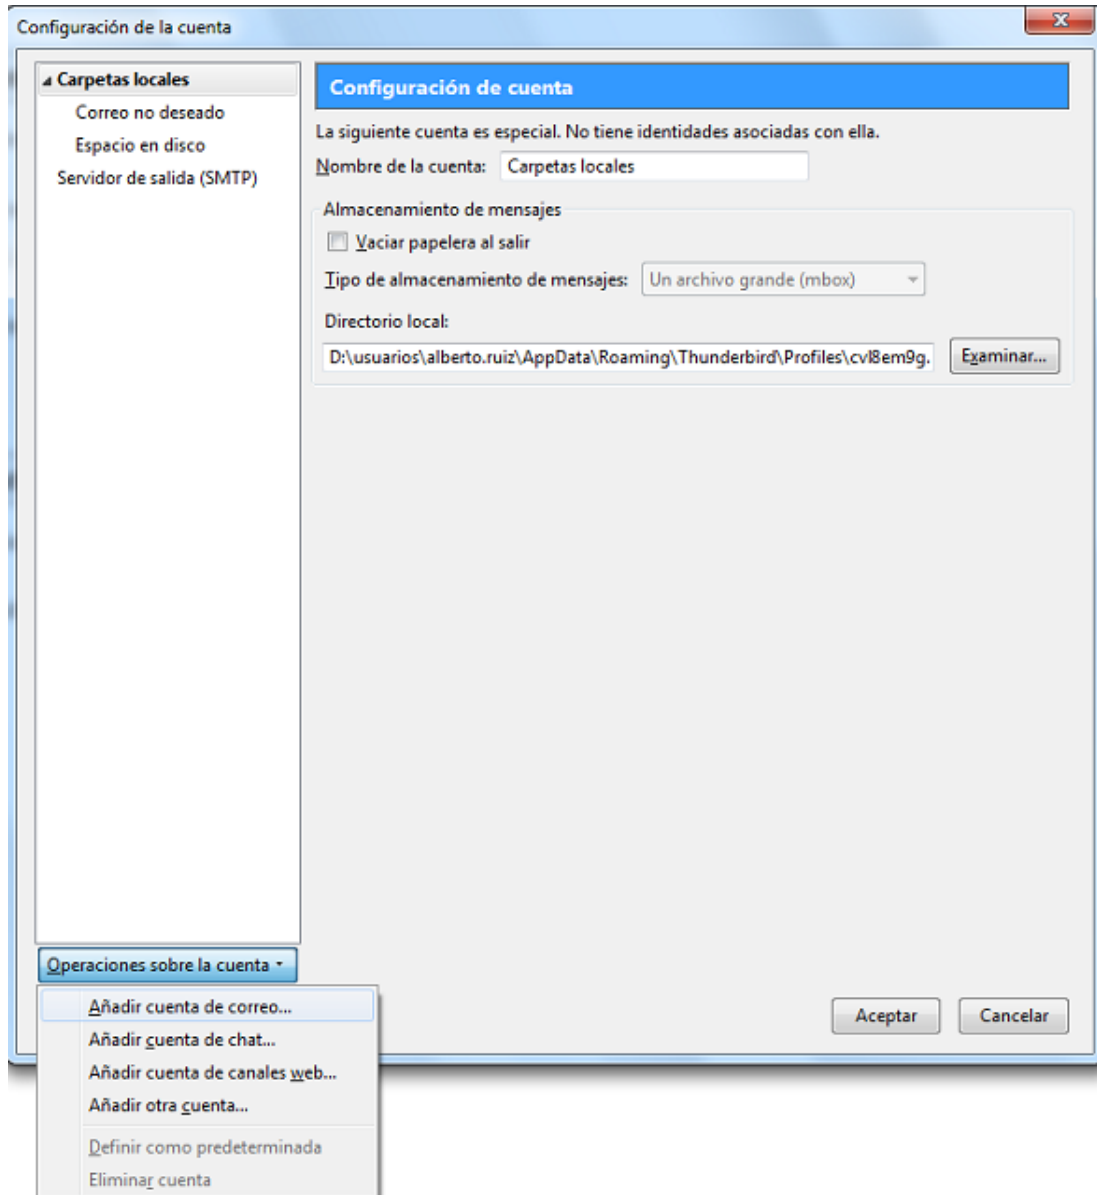 Configuración de la cuenta
x
Carpetas locales
Correo no deseado
Espacio en disco
Servidor de salida (SMTP)
Configuración de cuenta
La siguiente cuenta es especial. No tiene identidades asociadas con ella.
Nombre de la cuenta: Carpetas locales
Almacenamiento de mensajes
Vaciar papelera al salir
Tipo de almacenamiento de mensajes: Un archivo grande (mbox)
Directorio local:
D:\usuarios\alberto.ruiz\AppData\Roaming\Thunderbird\Profiles\cvl8em9g. Examinar...
Operaciones sobre la cuenta
Añadir cuenta de correo...
Añadir cuenta de chat...
Añadir cuenta de canales web...
Añadir otra cuenta...
Definir como predeterminada
Eliminar cuenta
Aceptar Cancelar